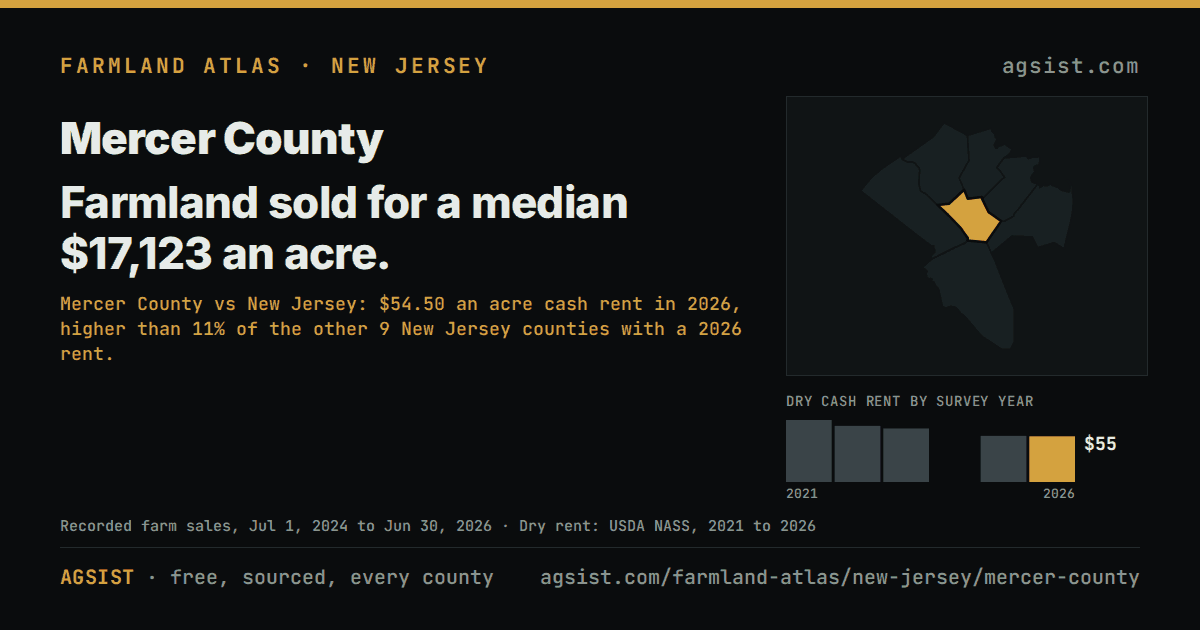 FARMLAND ATLAS · NEW JERSEY
agsist.com
Mercer County
Farmland sold for a median
$17,123 an acre.
Mercer County vs New Jersey: $54.50 an acre cash rent in 2026,
higher than 11% of the other 9 New Jersey counties with a 2026
rent.
DRY CASH RENT BY SURVEY YEAR
$55
2021
2026
Recorded farm sales, Jul 1, 2024 to Jun 30, 2026 · Dry rent: USDA NASS, 2021 to 2026
AGSIST · free, sourced, every county
agsist.com/farmland-atlas/new-jersey/mercer-county